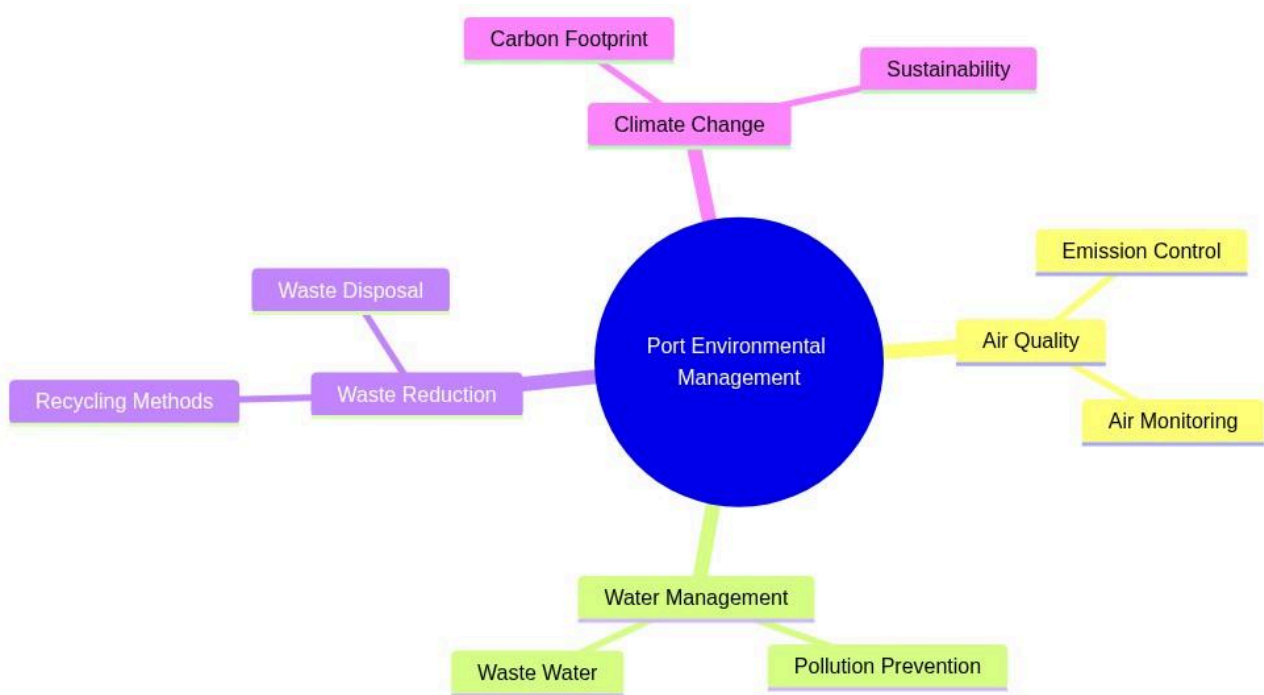 Carbon Footprint
Sustainability
Climate Change
Emission Control
Waste Disposal
Air Quality
Port Environmental
Management
Waste Reduction
Recycling Methods
Air Monitoring
Water Management
Waste Water
Pollution Prevention